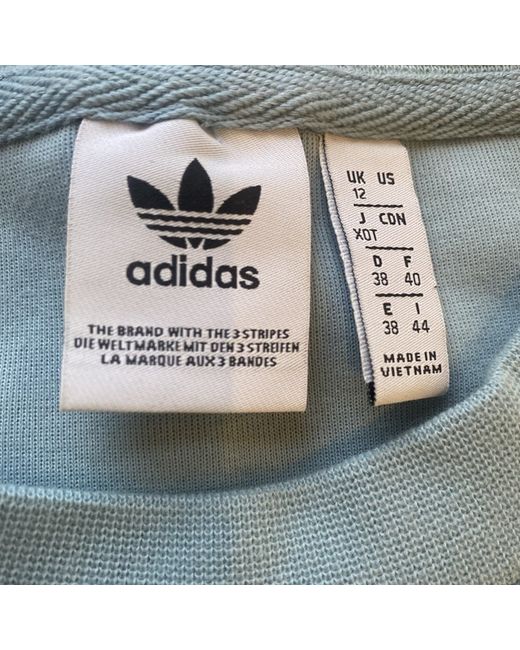 adidas
THE BRAND WITH THE 3 STRIPES
DIE WELTMARKE MIT DEN 3 STREIFEN
LA MARQUE AUX 3 BANDES
UK US
12
J CDN
XOT
D F
38 40
E I
38 44
MADE IN
VIETNAM